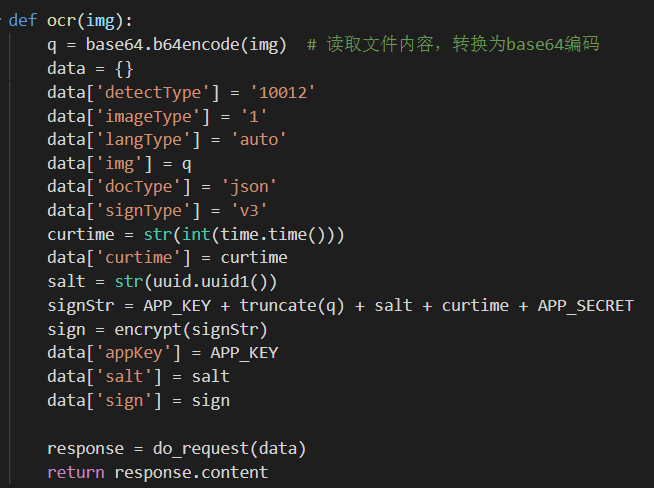 def ocr(img):
    q = base64.b64encode(img)  # 读取文件内容，转换为base64编码
    data = {}
    data['detectType'] = '10012'
    data['imageType'] = '1'
    data['langType'] = 'auto'
    data['img'] = q
    data['docType'] = 'json'
    data['signType'] = 'v3'
    curtime = str(int(time.time()))
    data['curtime'] = curtime
    salt = str(uuid.uuid1())
    signStr = APP_KEY + truncate(q) + salt + curtime + APP_SECRET
    sign = encrypt(signStr)
    data['appKey'] = APP_KEY
    data['salt'] = salt
    data['sign'] = sign

    response = do_request(data)
    return response.content